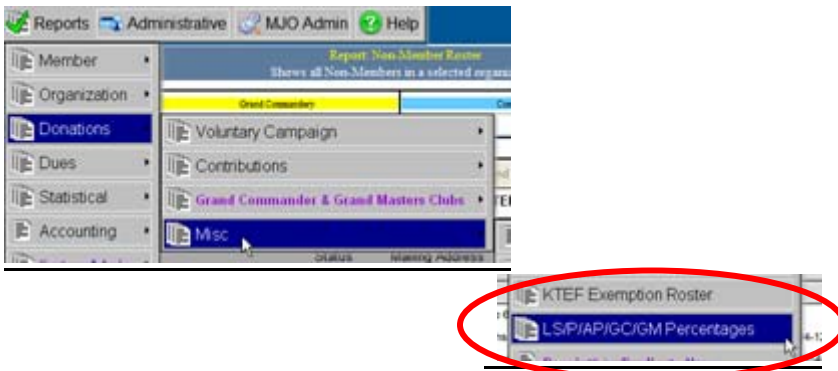 Reports Administrative MJO Admin Help
Member
Organization
Donations
Dues
Statistical
Accounting
Report: Non-Member Roster
Shows all Non-Members in a selected
Grand Commandery
Voluntary Campaign
Contributions
Grand Commander & Grand Masters Clubs
Misc
Status Mailing Address
KTEF Exemption Roster
LS/P/AP/GC/GM Percentages